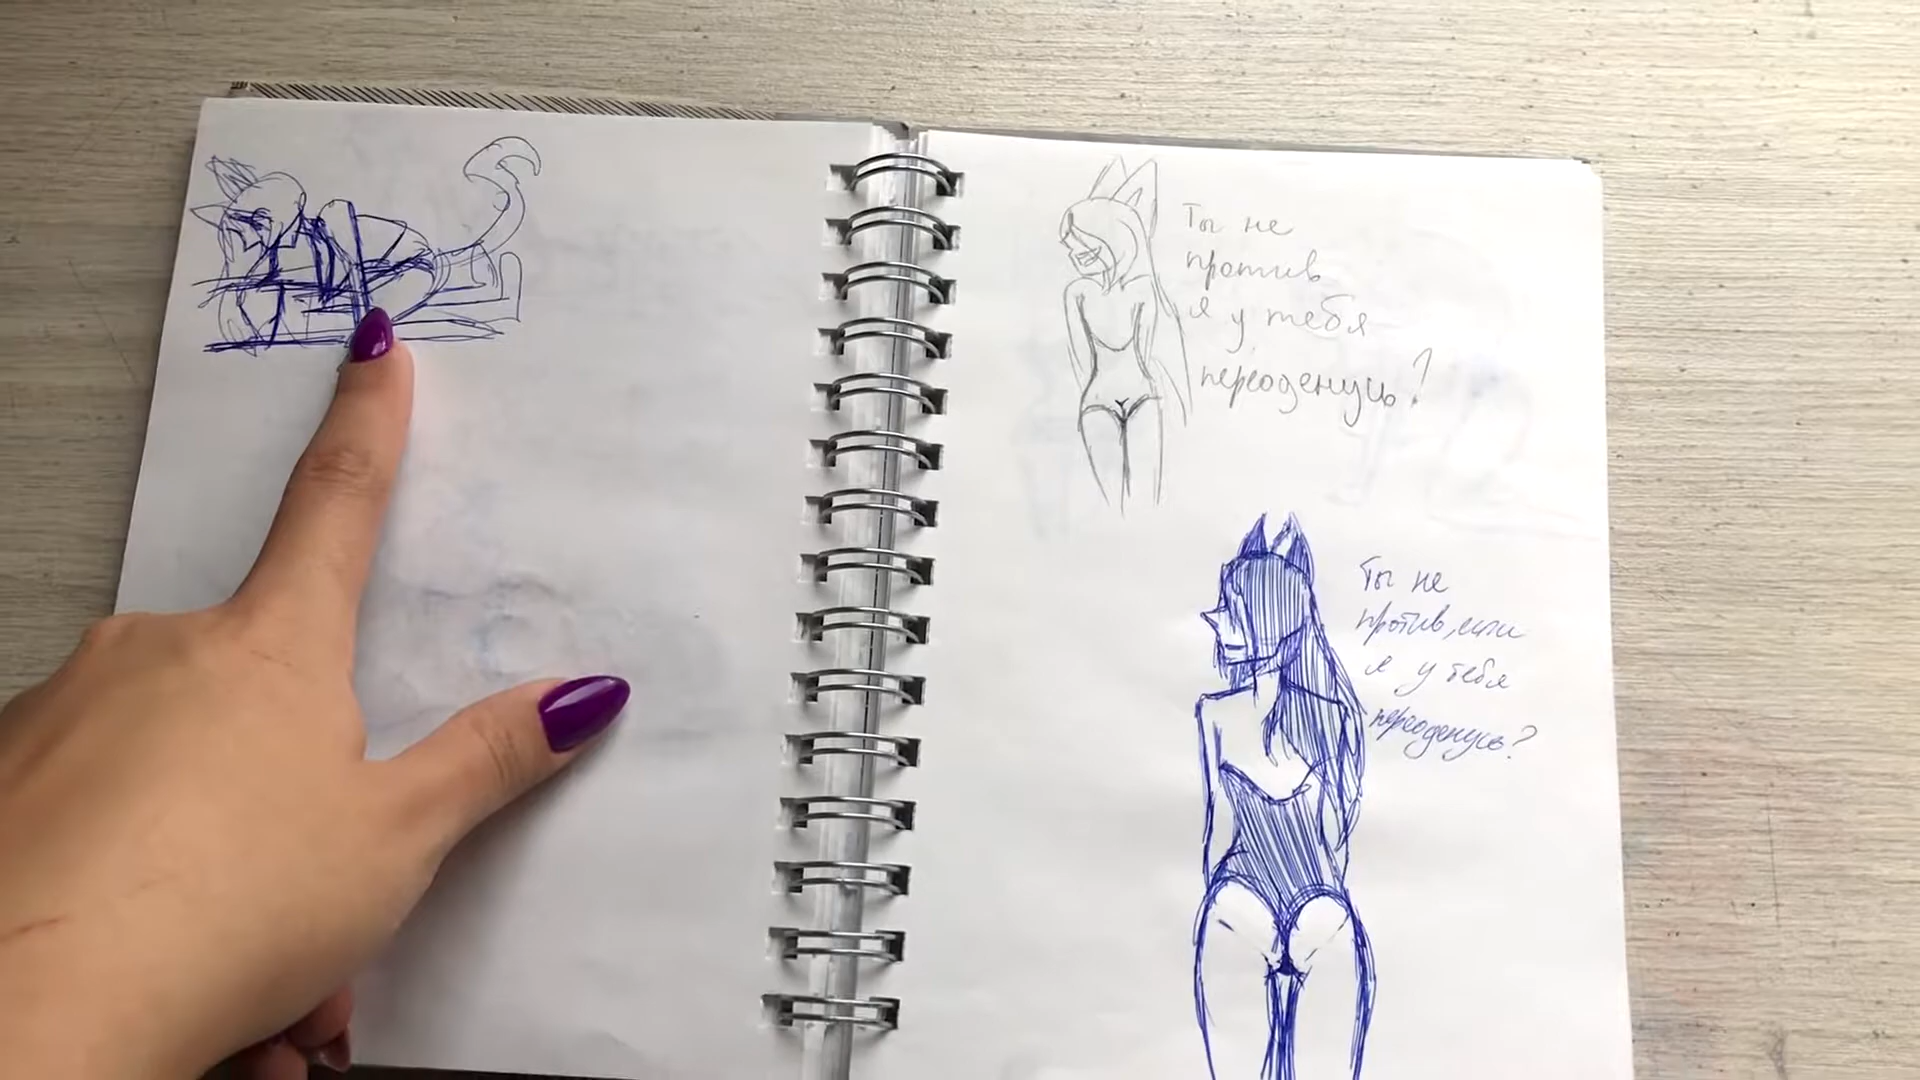 Ты не
против
я у тебя
переоденусь?
Ты не
против, если
я у тебя
переоденусь?